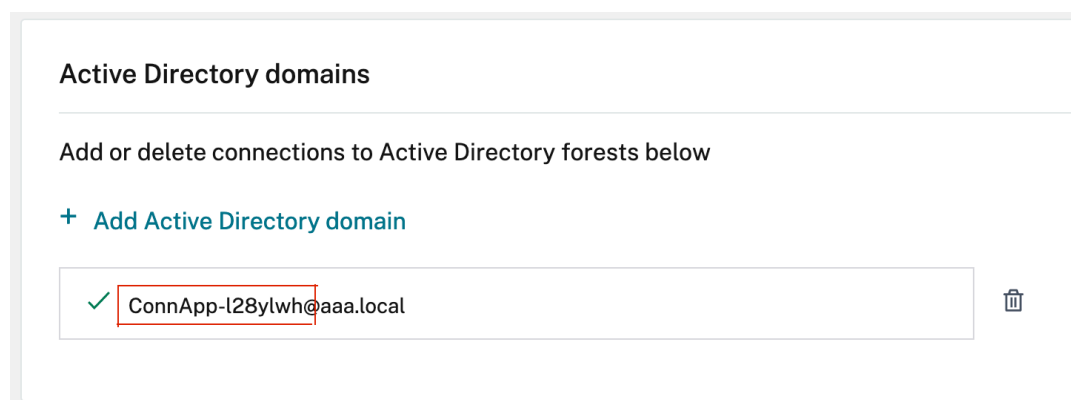 Active Directory domains
Add or delete connections to Active Directory forests below
+ Add Active Directory domain
ConnApp-l28ylwh@aaa.local